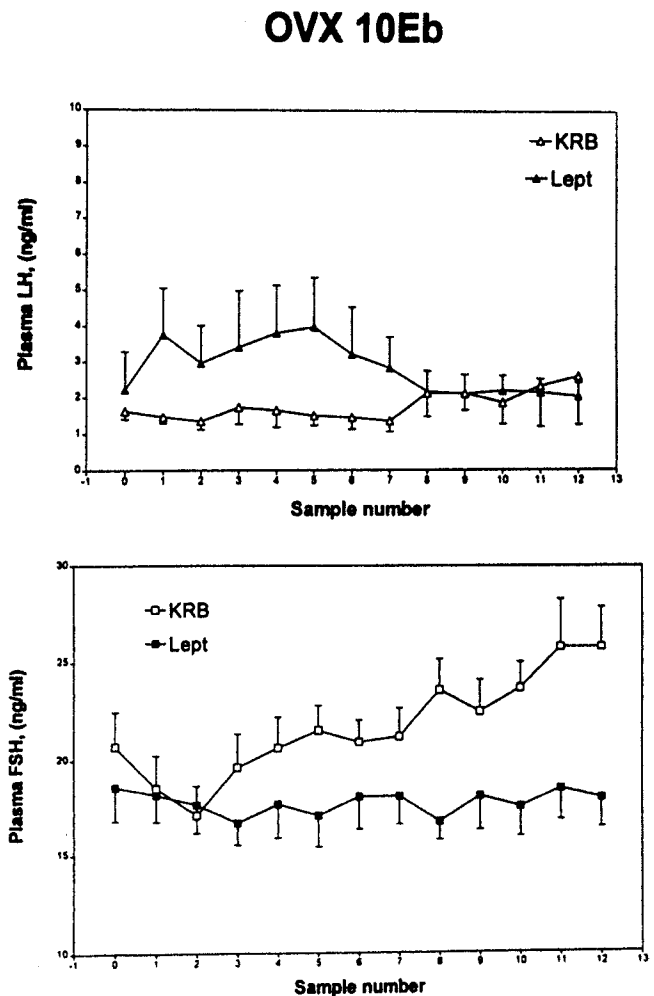 OVX 10Eb
10
9
8
7
6
5
4
3
2
1
0
Plasma LH, (ng/ml)
KRB
Lept
-1 0 1 2 3 4 5 6 7 8 9 10 11 12 13
Sample number
30
25
20
15
10
Plasma FSH, (ng/ml)
KRB
Lept
-1 0 1 2 3 4 5 6 7 8 9 10 11 12 13
Sample number